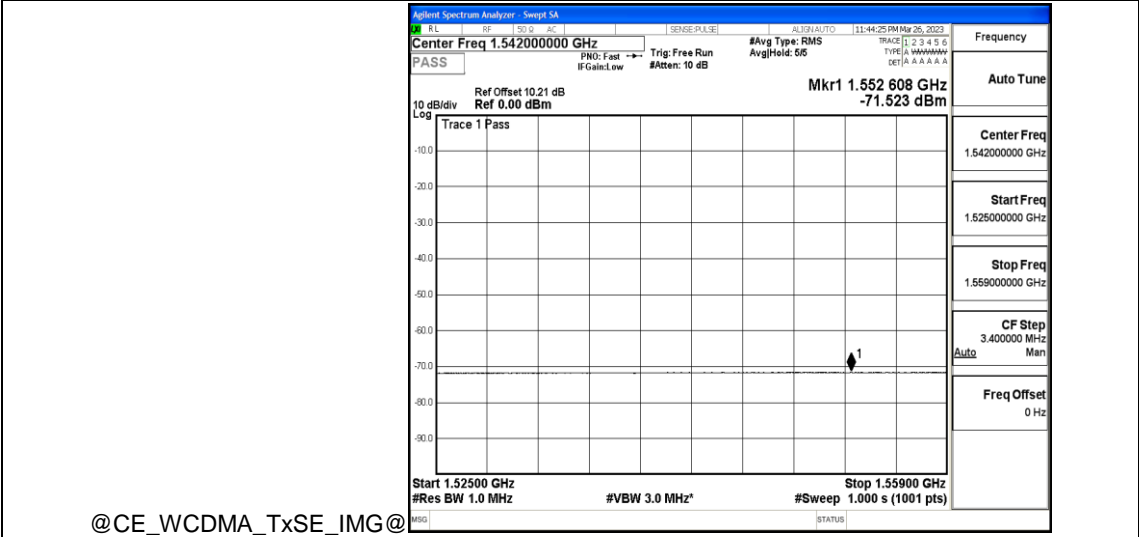 Agilent Spectrum Analyzer - Swept SA
RL RF 50 Ω AC SENSE:PULSE ALIGNAUTO 11:44:25 PM Mar 26, 2023
Center Freq 1.542000000 GHz
PASS
PNO: Fast
IFGain:Low
Trig: Free Run
#Atten: 10 dB
#Avg Type: RMS
Avg|Hold: 5/5
TRACE 1 2 3 4 5 6
TYPE A WWWWW
DET A A A A A A
Mkr1 1.552 608 GHz
-71.523 dBm
Ref Offset 10.21 dB
10 dB/div Ref 0.00 dBm
Log
Trace 1 Pass
-10.0
-20.0
-30.0
-40.0
-50.0
-60.0
-70.0
-80.0
-90.0
1
Start 1.52500 GHz Stop 1.55900 GHz
#Res BW 1.0 MHz #VBW 3.0 MHz* #Sweep 1.000 s (1001 pts)
MSG STATUS
Frequency
Auto Tune
Center Freq
1.542000000 GHz
Start Freq
1.525000000 GHz
Stop Freq
1.559000000 GHz
CF Step
3.400000 MHz
Auto Man
Freq Offset
0 Hz
@CE_WCDMA_TxSE_IMG@